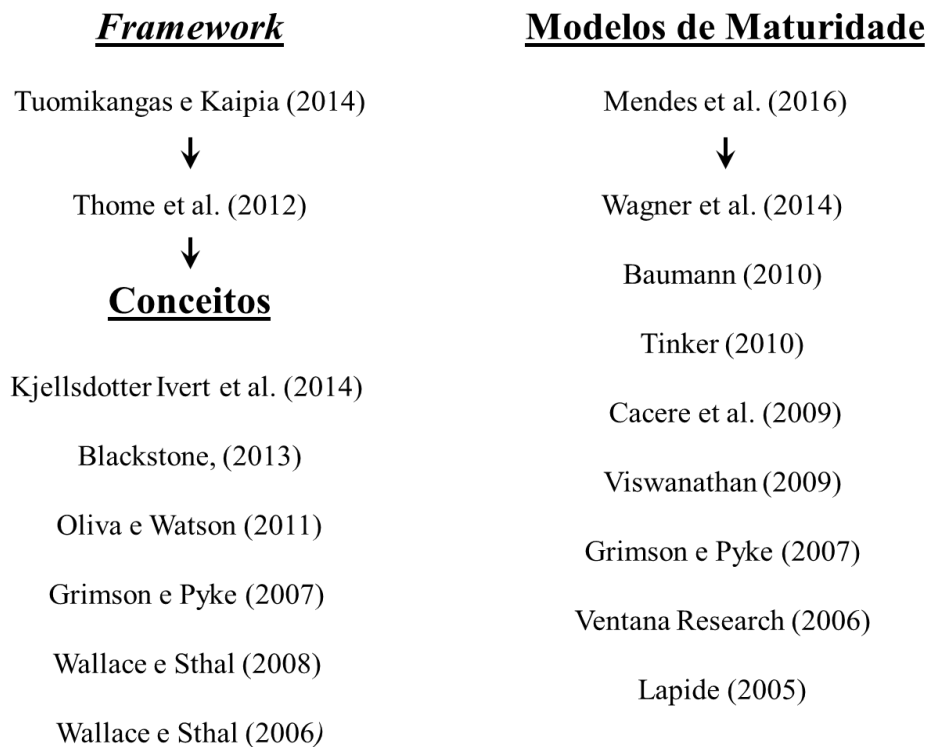 Framework
Tuomikangas e Kaipia (2014)
Thome et al. (2012)
Conceitos
Kjellsdotter Ivert et al. (2014)
Blackstone, (2013)
Oliva e Watson (2011)
Grimson e Pyke (2007)
Wallace e Sthal (2008)
Wallace e Sthal (2006)
Modelos de Maturidade
Mendes et al. (2016)
Wagner et al. (2014)
Baumann (2010)
Tinker (2010)
Cacere et al. (2009)
Viswanathan (2009)
Grimson e Pyke (2007)
Ventana Research (2006)
Lapide (2005)